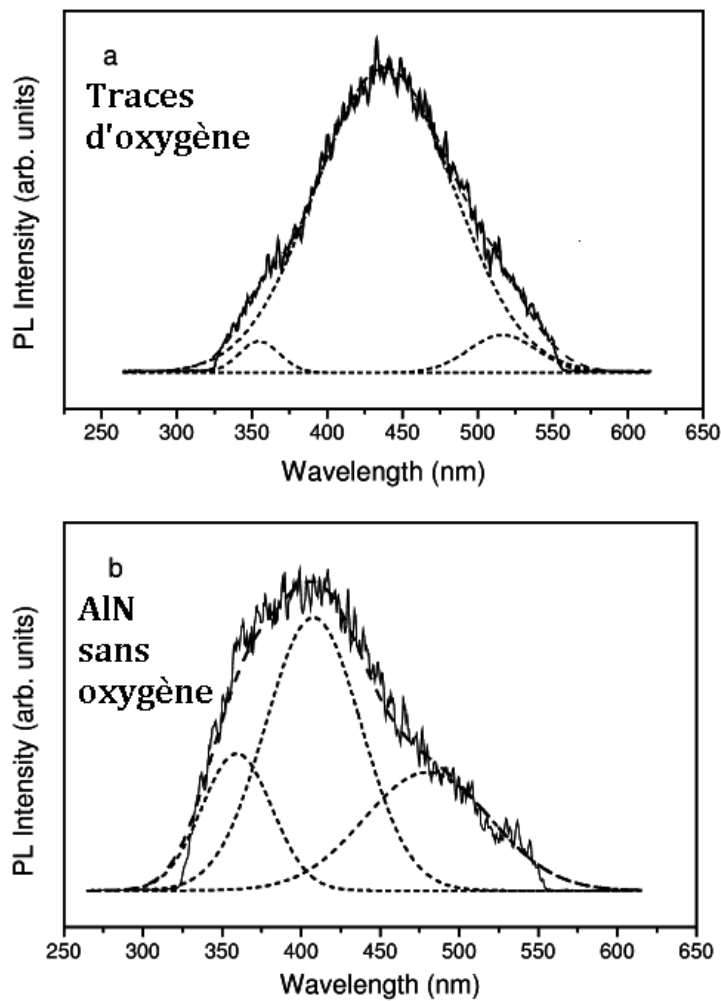 a
Traces
d'oxygène
PL Intensity (arb. units)
250 300 350 400 450 500 550 600 650
Wavelength (nm)
b
AlN
sans
oxygène
PL Intensity (arb. units)
250 300 350 400 450 500 550 600 650
Wavelength (nm)